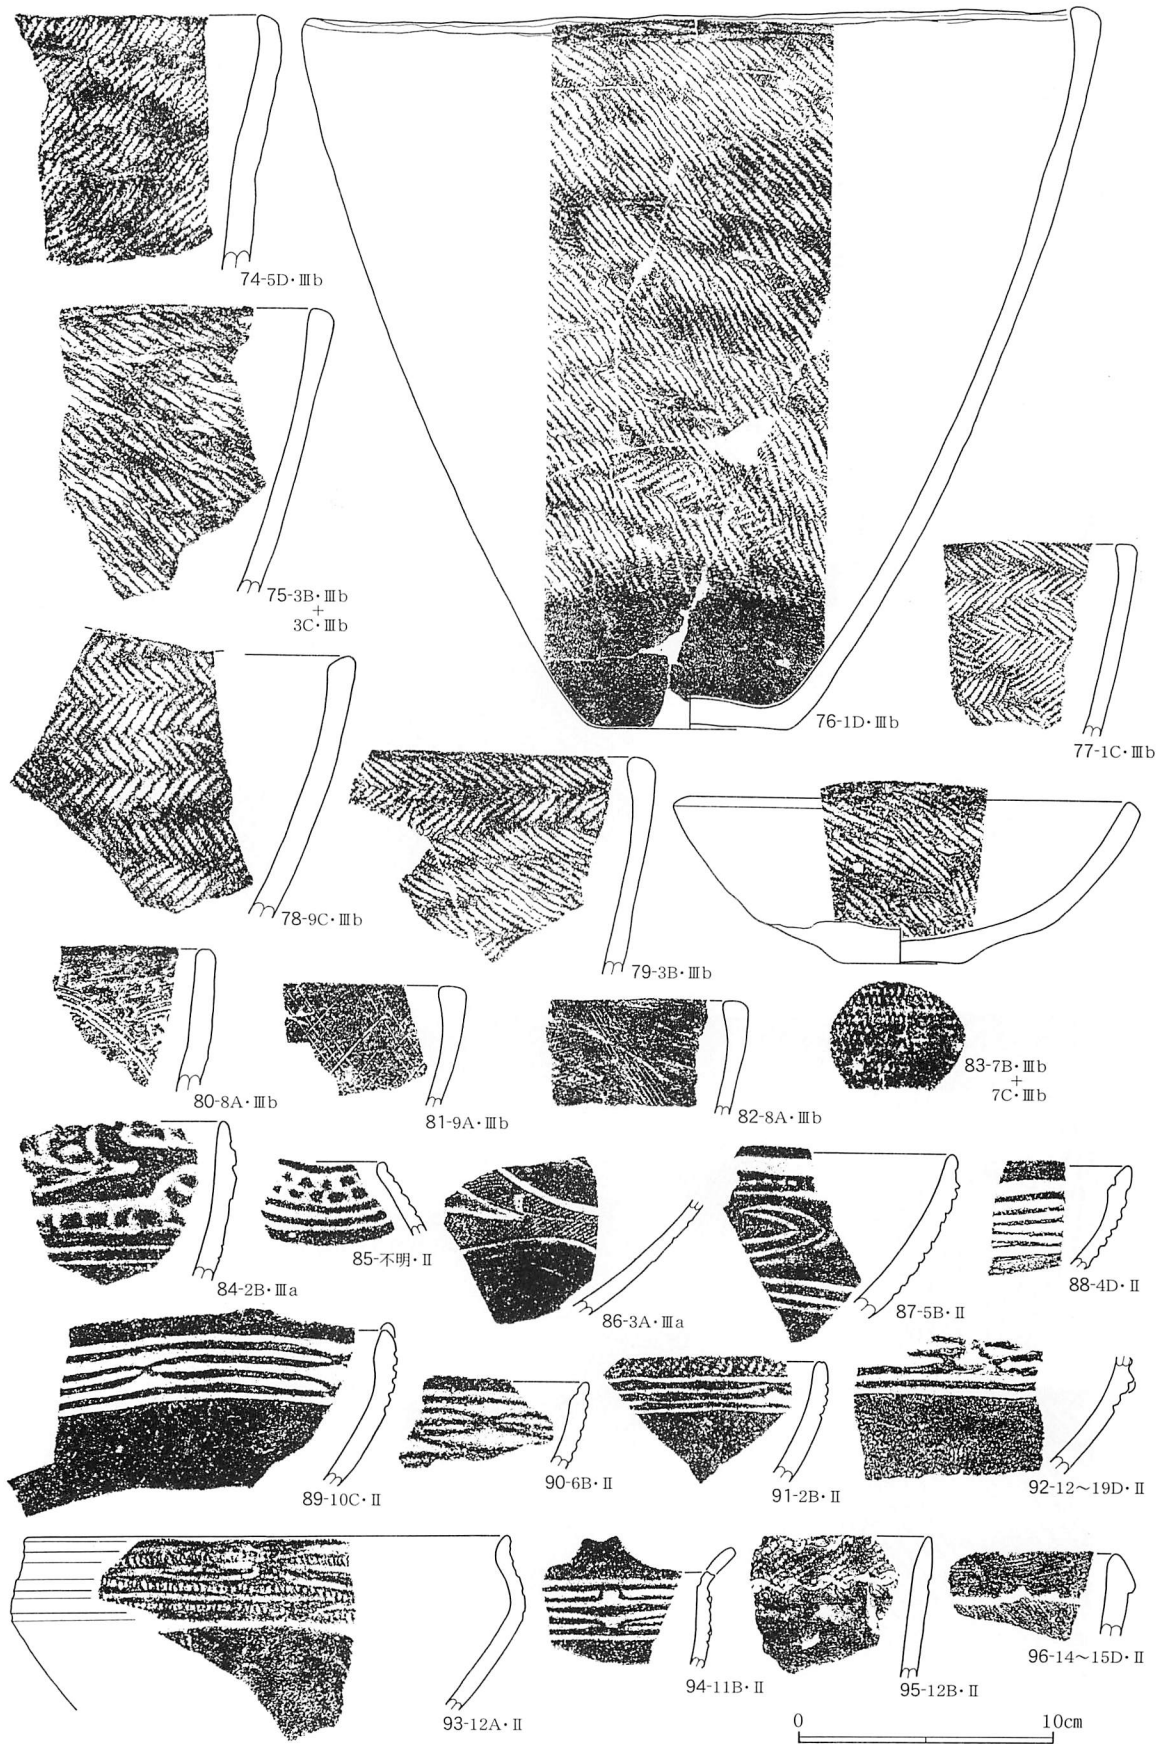 74-5D・Ⅲb
75-3B・Ⅲb
+
3C・Ⅲb
76-1D・Ⅲb
77-1C・Ⅲb
78-9C・Ⅲb
79-3B・Ⅲb
80-8A・Ⅲb
81-9A・Ⅲb
82-8A・Ⅲb
83-7B・Ⅲb
+
7C・Ⅲb
84-2B・Ⅲa
85-不明・Ⅱ
86-3A・Ⅲa
87-5B・Ⅱ
88-4D・Ⅱ
89-10C・Ⅱ
90-6B・Ⅱ
91-2B・Ⅱ
92-12～19D・Ⅱ
93-12A・Ⅱ
94-11B・Ⅱ
95-12B・Ⅱ
96-14～15D・Ⅱ
0 10cm